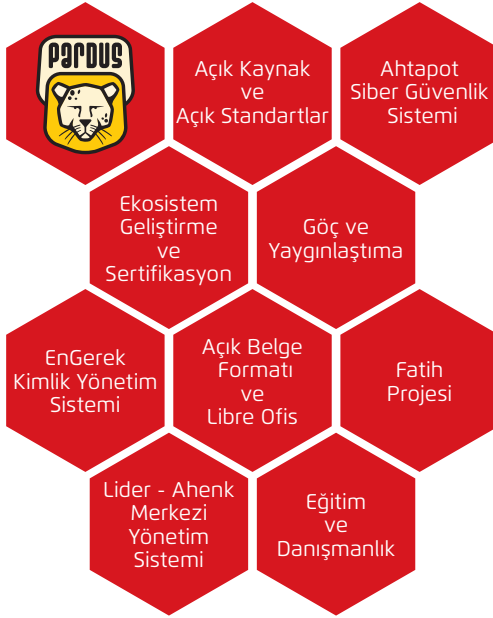 PARDUS
Açık Kaynak
ve
Açık Standartlar
Ahtapot
Siber Güvenlik
Sistemi
Ekosistem
Geliştirme
ve
Sertifikasyon
Göç ve
Yaygınlaştıma
EnGerek
Kimlik Yönetim
Sistemi
Açık Belge
Formatı
ve
Libre Ofis
Fatih
Projesi
Lider - Ahenk
Merkezi
Yönetim
Sistemi
Eğitim
ve
Danışmanlık